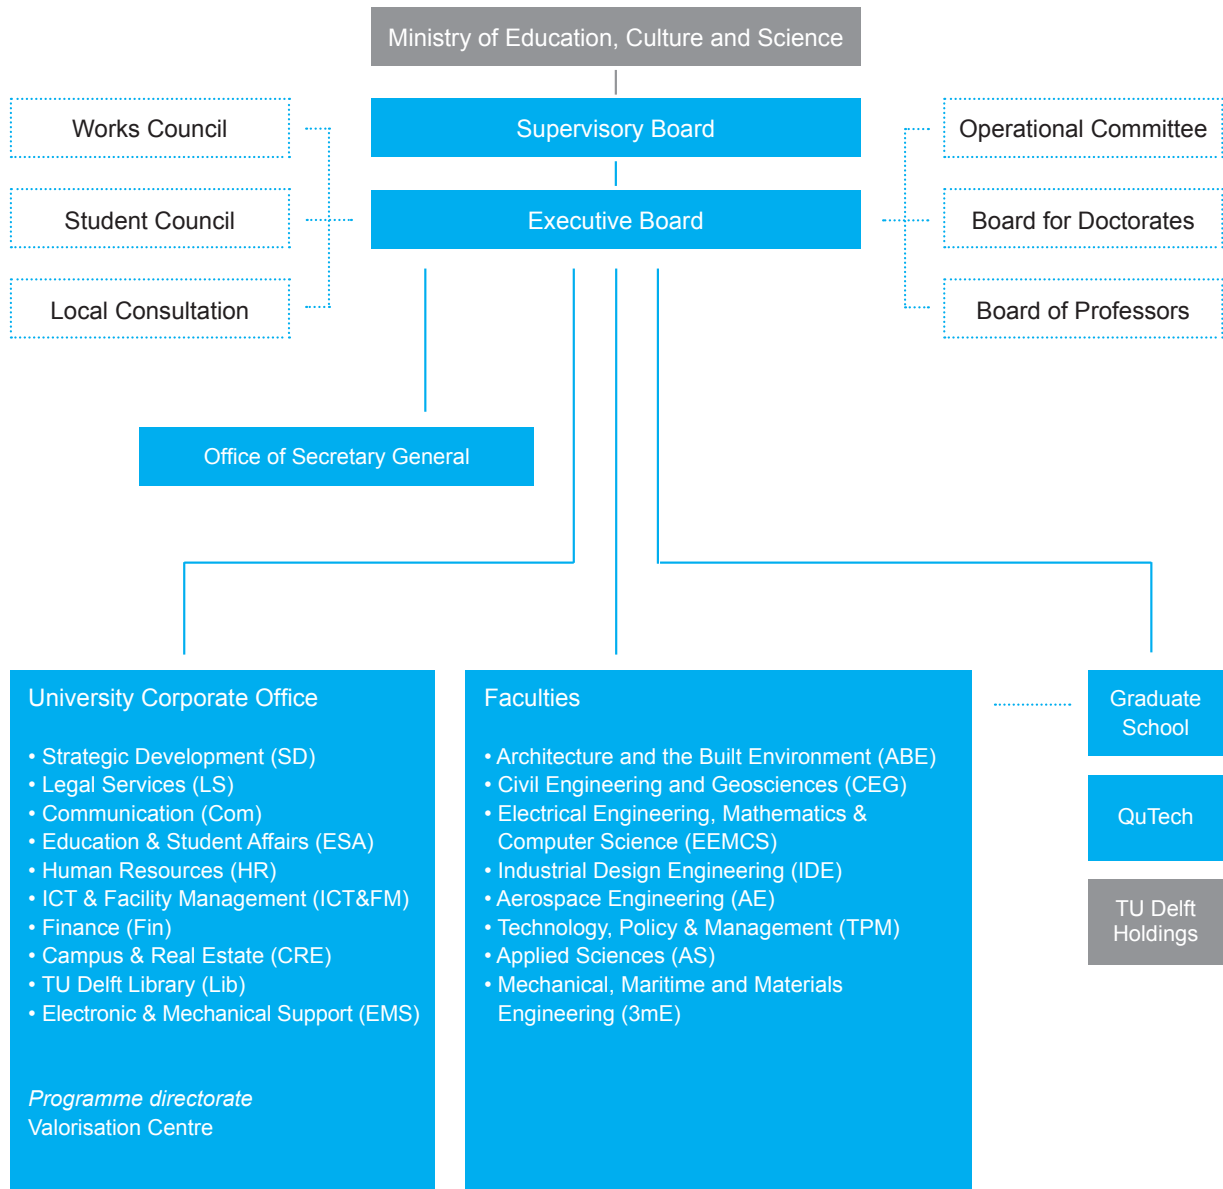 Ministry of Education, Culture and Science
Works Council
Supervisory Board
Operational Committee
Student Council
Executive Board
Board for Doctorates
Local Consultation
Board of Professors
Office of Secretary General
University Corporate Office
• Strategic Development (SD)
• Legal Services (LS)
• Communication (Com)
• Education & Student Affairs (ESA)
• Human Resources (HR)
• ICT & Facility Management (ICT&FM)
• Finance (Fin)
• Campus & Real Estate (CRE)
• TU Delft Library (Lib)
• Electronic & Mechanical Support (EMS)
Programme directorate
Valorisation Centre
Faculties
• Architecture and the Built Environment (ABE)
• Civil Engineering and Geosciences (CEG)
• Electrical Engineering, Mathematics &
Computer Science (EEMCS)
• Industrial Design Engineering (IDE)
• Aerospace Engineering (AE)
• Technology, Policy & Management (TPM)
• Applied Sciences (AS)
• Mechanical, Maritime and Materials
Engineering (3mE)
Graduate
School
QuTech
TU Delft
Holdings